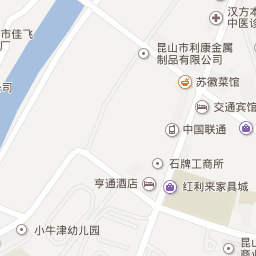 汉方本
中医诊
市佳飞
厂
昆山市利康金属
制品有限公司
苏徽菜馆
公司
交通宾馆
中国联通
石牌工商所
亨通酒店
红利来家具城
小牛津幼儿园
昆山